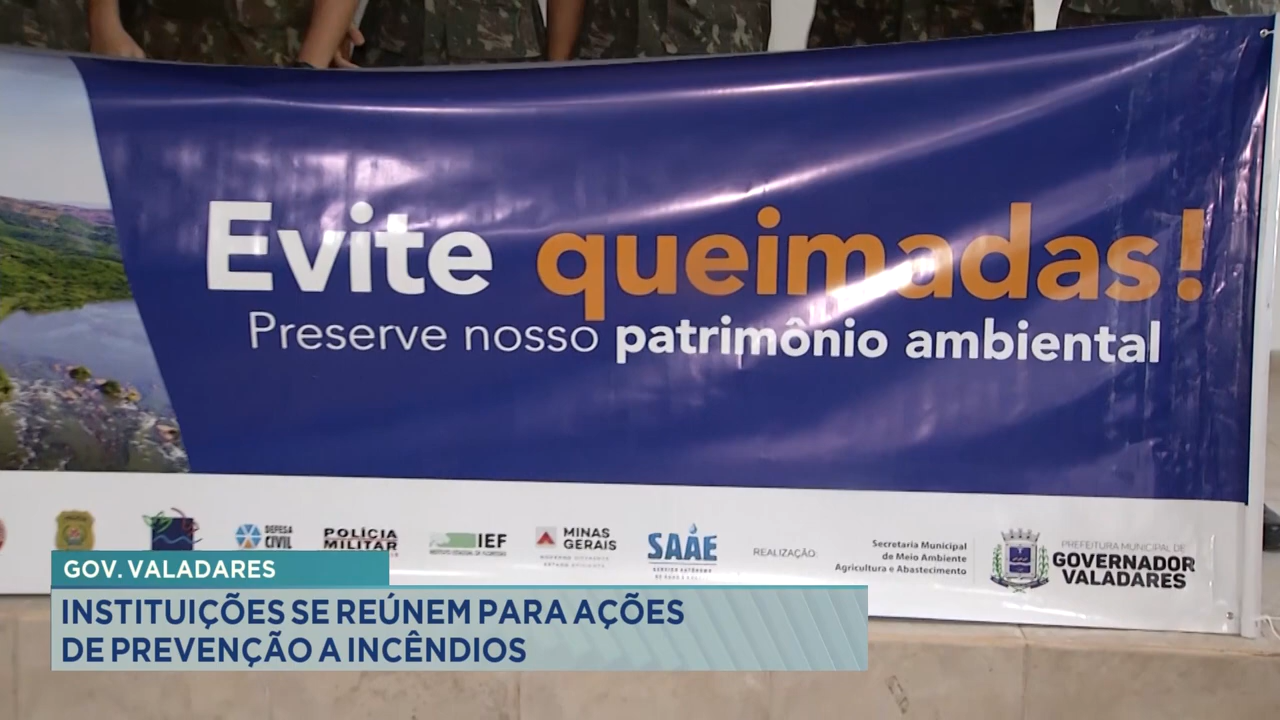 Evite queimadas!
Preserve nosso patrimônio ambiental
DEFESA
CIVIL
POLÍCIA
MILITAR
IEF
MINAS
GERAIS
SAAE
REALIZAÇÃO:
Secretaria Municipal
de Meio Ambiente
Agricultura e Abastecimento
PREFEITURA MUNICIPAL DE
GOVERNADOR
VALADARES
GOV. VALADARES
INSTITUIÇÕES SE REÚNEM PARA AÇÕES
DE PREVENÇÃO A INCÊNDIOS